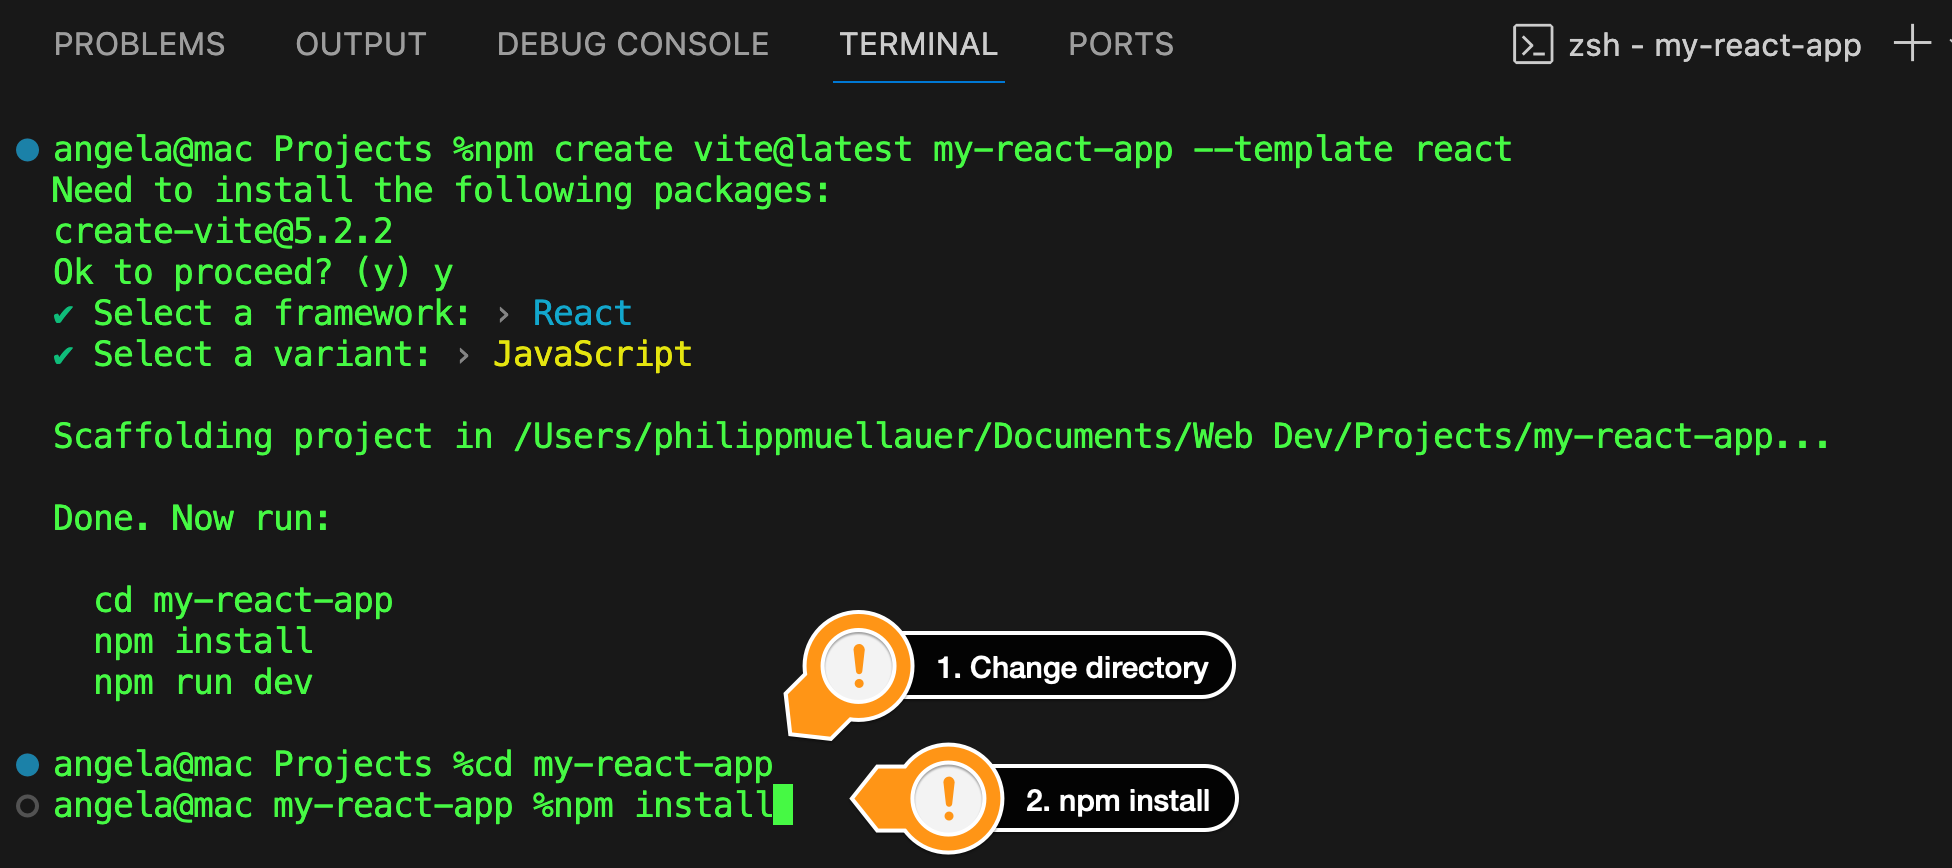 PROBLEMS OUTPUT DEBUG CONSOLE TERMINAL PORTS zsh - my-react-app
angela@mac Projects %npm create vite@latest my-react-app --template react
Need to install the following packages:
create-vite@5.2.2
Ok to proceed? (y) y
✔ Select a framework: › React
✔ Select a variant: › JavaScript
Scaffolding project in /Users/philippmuellauer/Documents/Web Dev/Projects/my-react-app...
Done. Now run:
cd my-react-app
npm install
npm run dev
1. Change directory
angela@mac Projects %cd my-react-app
angela@mac my-react-app %npm install
2. npm install